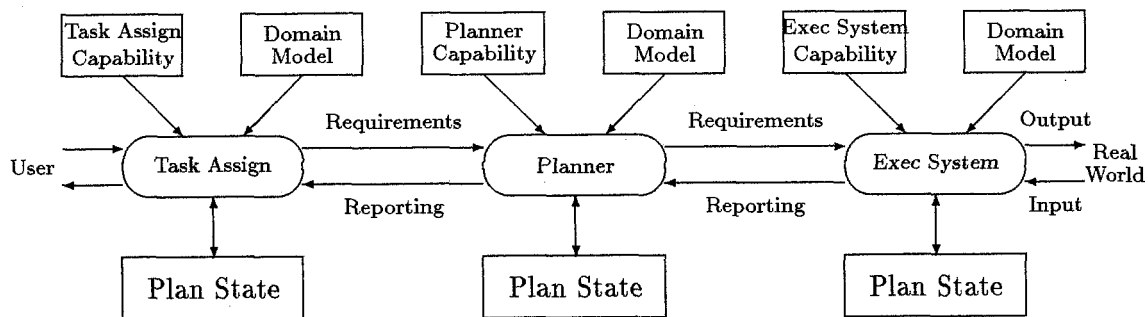 Task Assign
Capability
Domain
Model
Planner
Capability
Domain
Model
Exec System
Capability
Domain
Model
Requirements
Requirements
Output
User
Task Assign
Planner
Exec System
Real
World
Reporting
Reporting
Input
Plan State
Plan State
Plan State